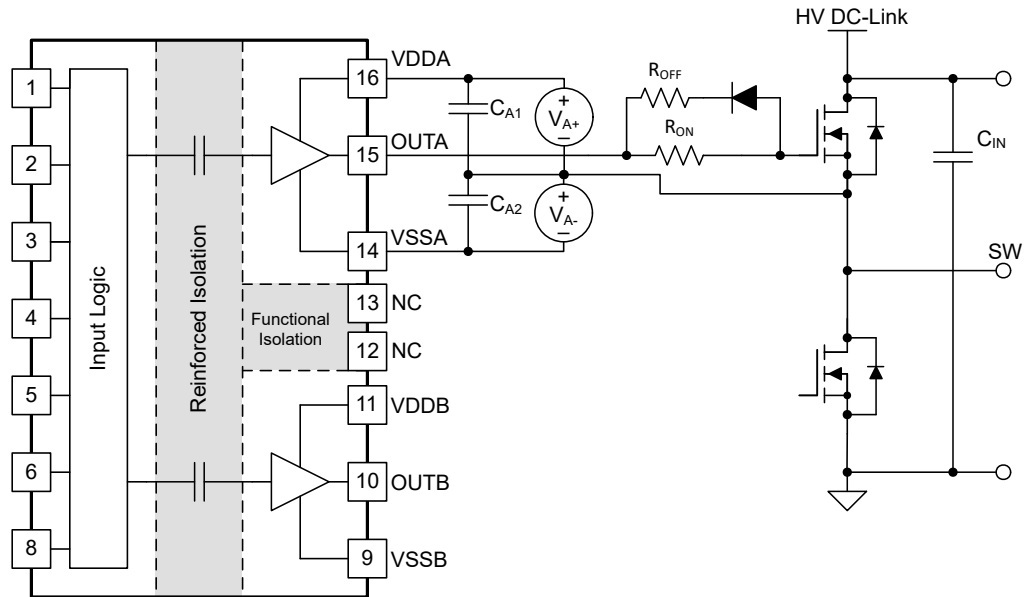 HV DC-Link
1
2
3
4
5
6
8
Input Logic
Reinforced Isolation
Functional
Isolation
16
VDDA
15
OUTA
14
VSSA
13
NC
12
NC
11
VDDB
10
OUTB
9
VSSB
CA1
CA2
+
VA+
–
+
VA-
–
ROFF
RON
CIN
SW